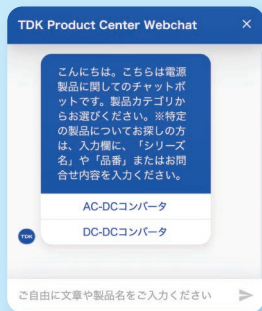 TDK Product Center Webchat
×
こんにちは。こちらは電源
製品に関してのチャットボ
ットです。製品カテゴリか
らお選びください。※特定
の製品についてお探しの方
は、入力欄に、「シリーズ
名」や「品番」またはお問
合せ内容を入力ください。
AC-DCコンバータ
DC-DCコンバータ
TDK
ご自由に文章や製品名をご入力ください